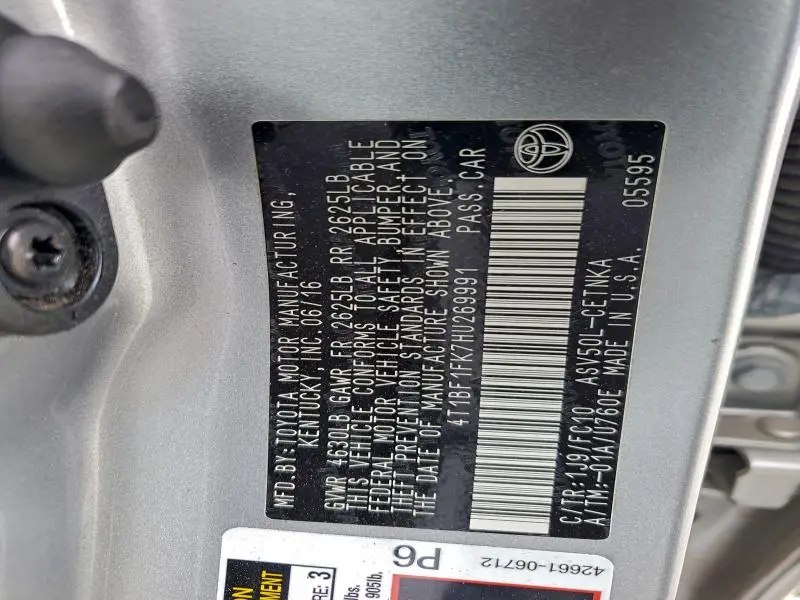 MFD.BY:TOYOTA MOTOR MANUFACTURING,
KENTUCKY, INC. 06/16
GVWR 4630LB GAWR FR 2625LB RR 2625LB
THIS VEHICLE CONFORMS TO ALL APPLICABLE
FEDERAL MOTOR VEHICLE SAFETY, BUMPER, AND
THEFT PREVENTION STANDARDS IN EFFECT ON
THE DATE OF MANUFACTURE SHOWN ABOVE.
4T1BF1FK7HU269991 PASS.CAR
C/TR:1J9/FC10 ASV50L-CETNKA
A/TM:-01A/U760E MADE IN U.S.A. 05595
42661-06712
P6
3
lbs.
905lb.